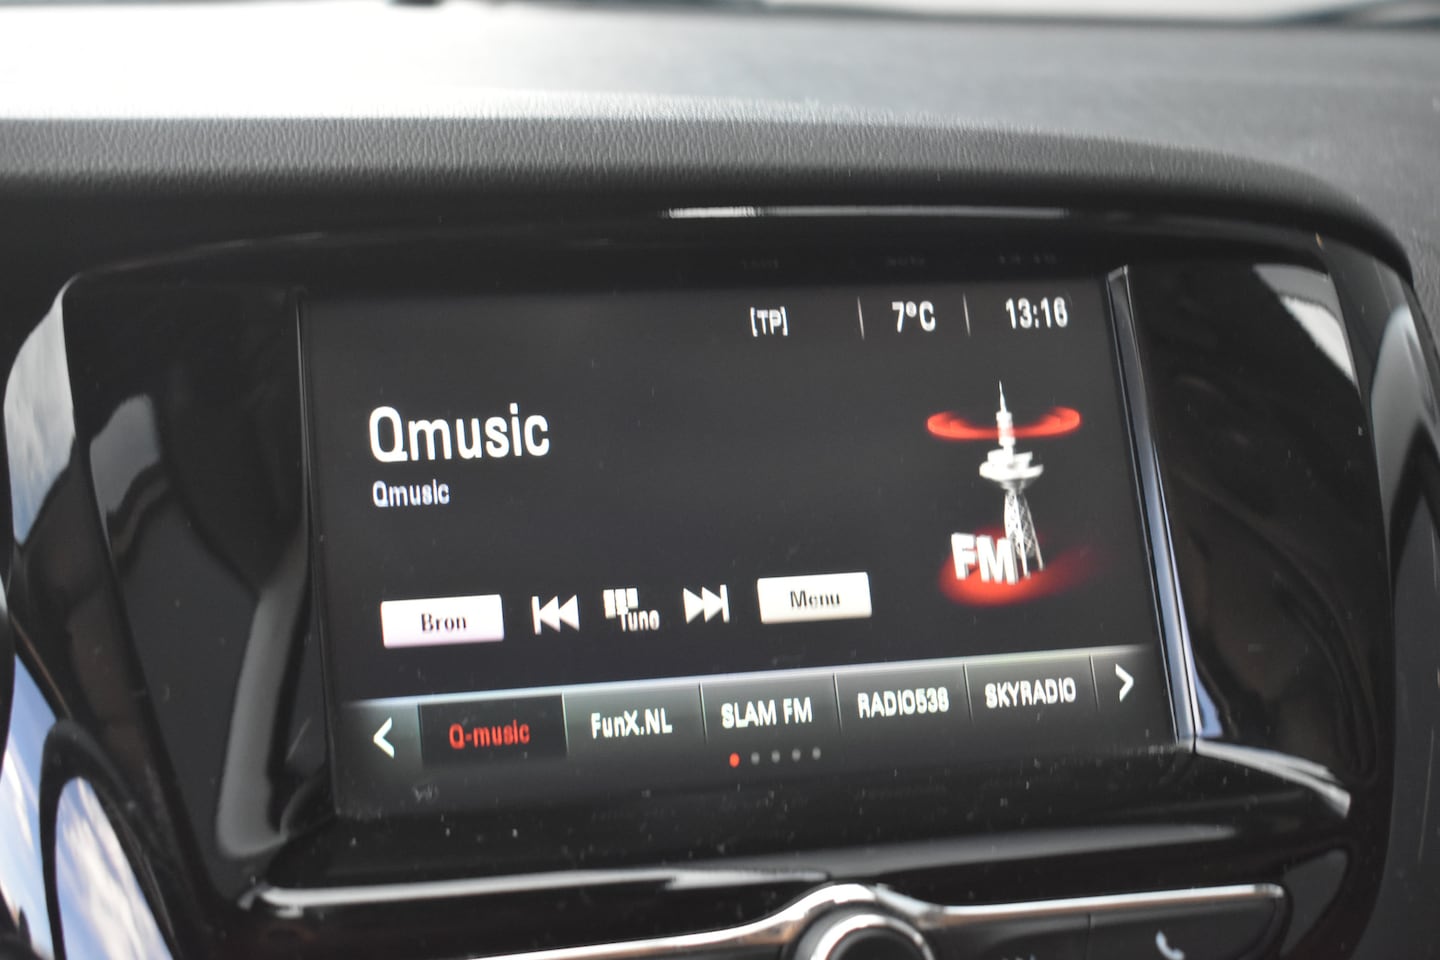 [TP] 7°C 13:16
Qmusic
Qmusic
FM
Bron Tune Menu
Q-music FunX.NL SLAM FM RADIO538 SKYRADIO